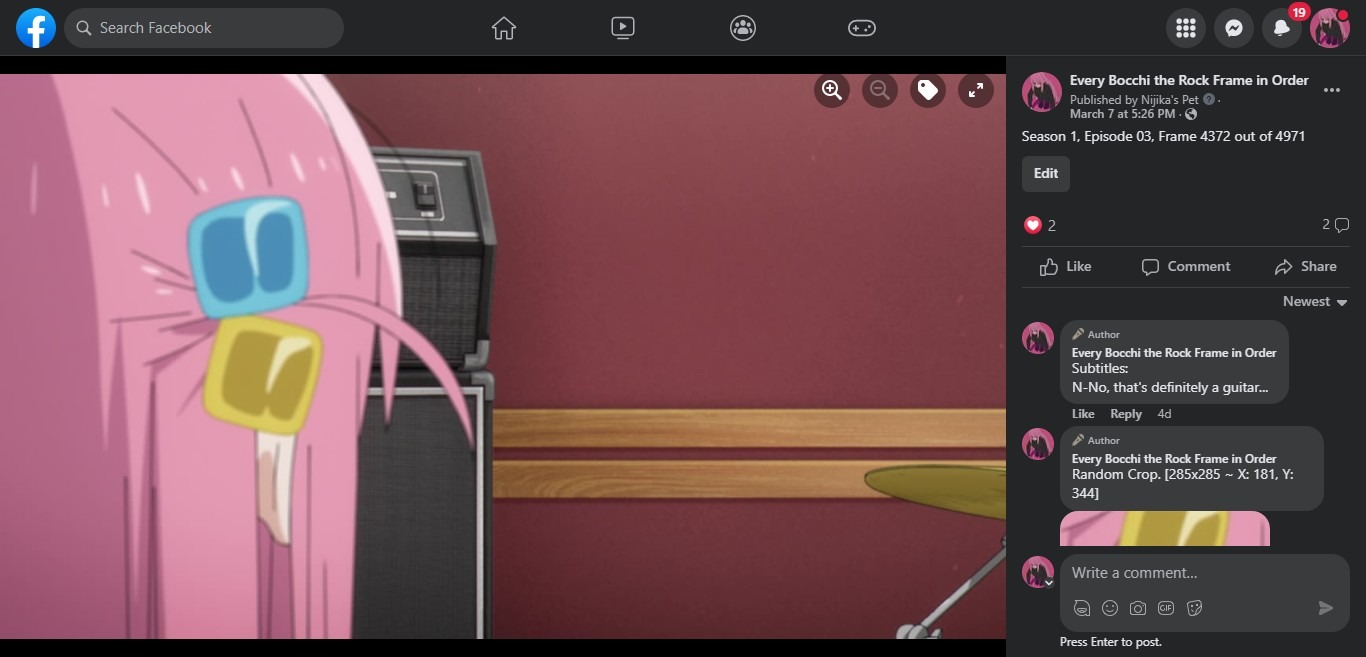 Search Facebook
19
Every Bocchi the Rock Frame in Order
Published by Nijika's Pet ? ·
March 7 at 5:26 PM ·
Season 1, Episode 03, Frame 4372 out of 4971
Edit
2
2
Like
Comment
Share
Newest
Author
Every Bocchi the Rock Frame in Order
Subtitles:
N-No, that's definitely a guitar...
Like Reply 4d
Author
Every Bocchi the Rock Frame in Order
Random Crop. [285x285 ~ X: 181, Y:
344]
Write a comment...
GIF
Press Enter to post.